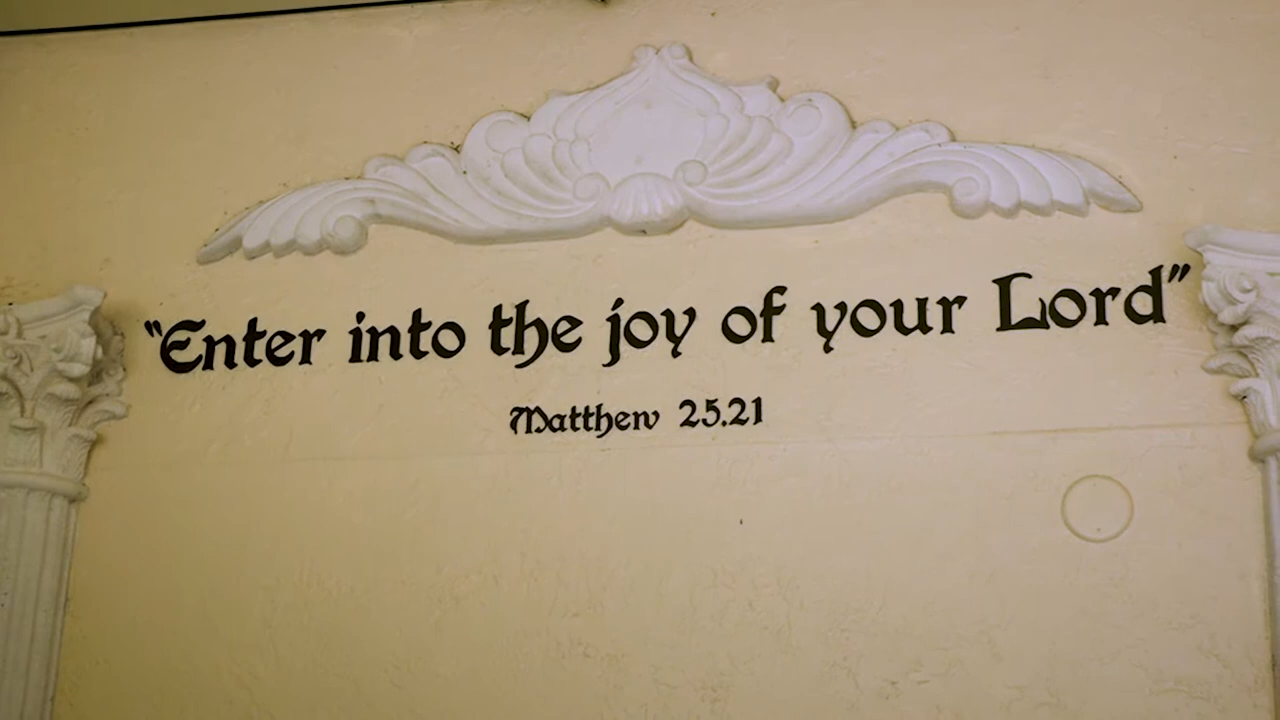 “Enter into the joy of your Lord”
Matthew 25.21